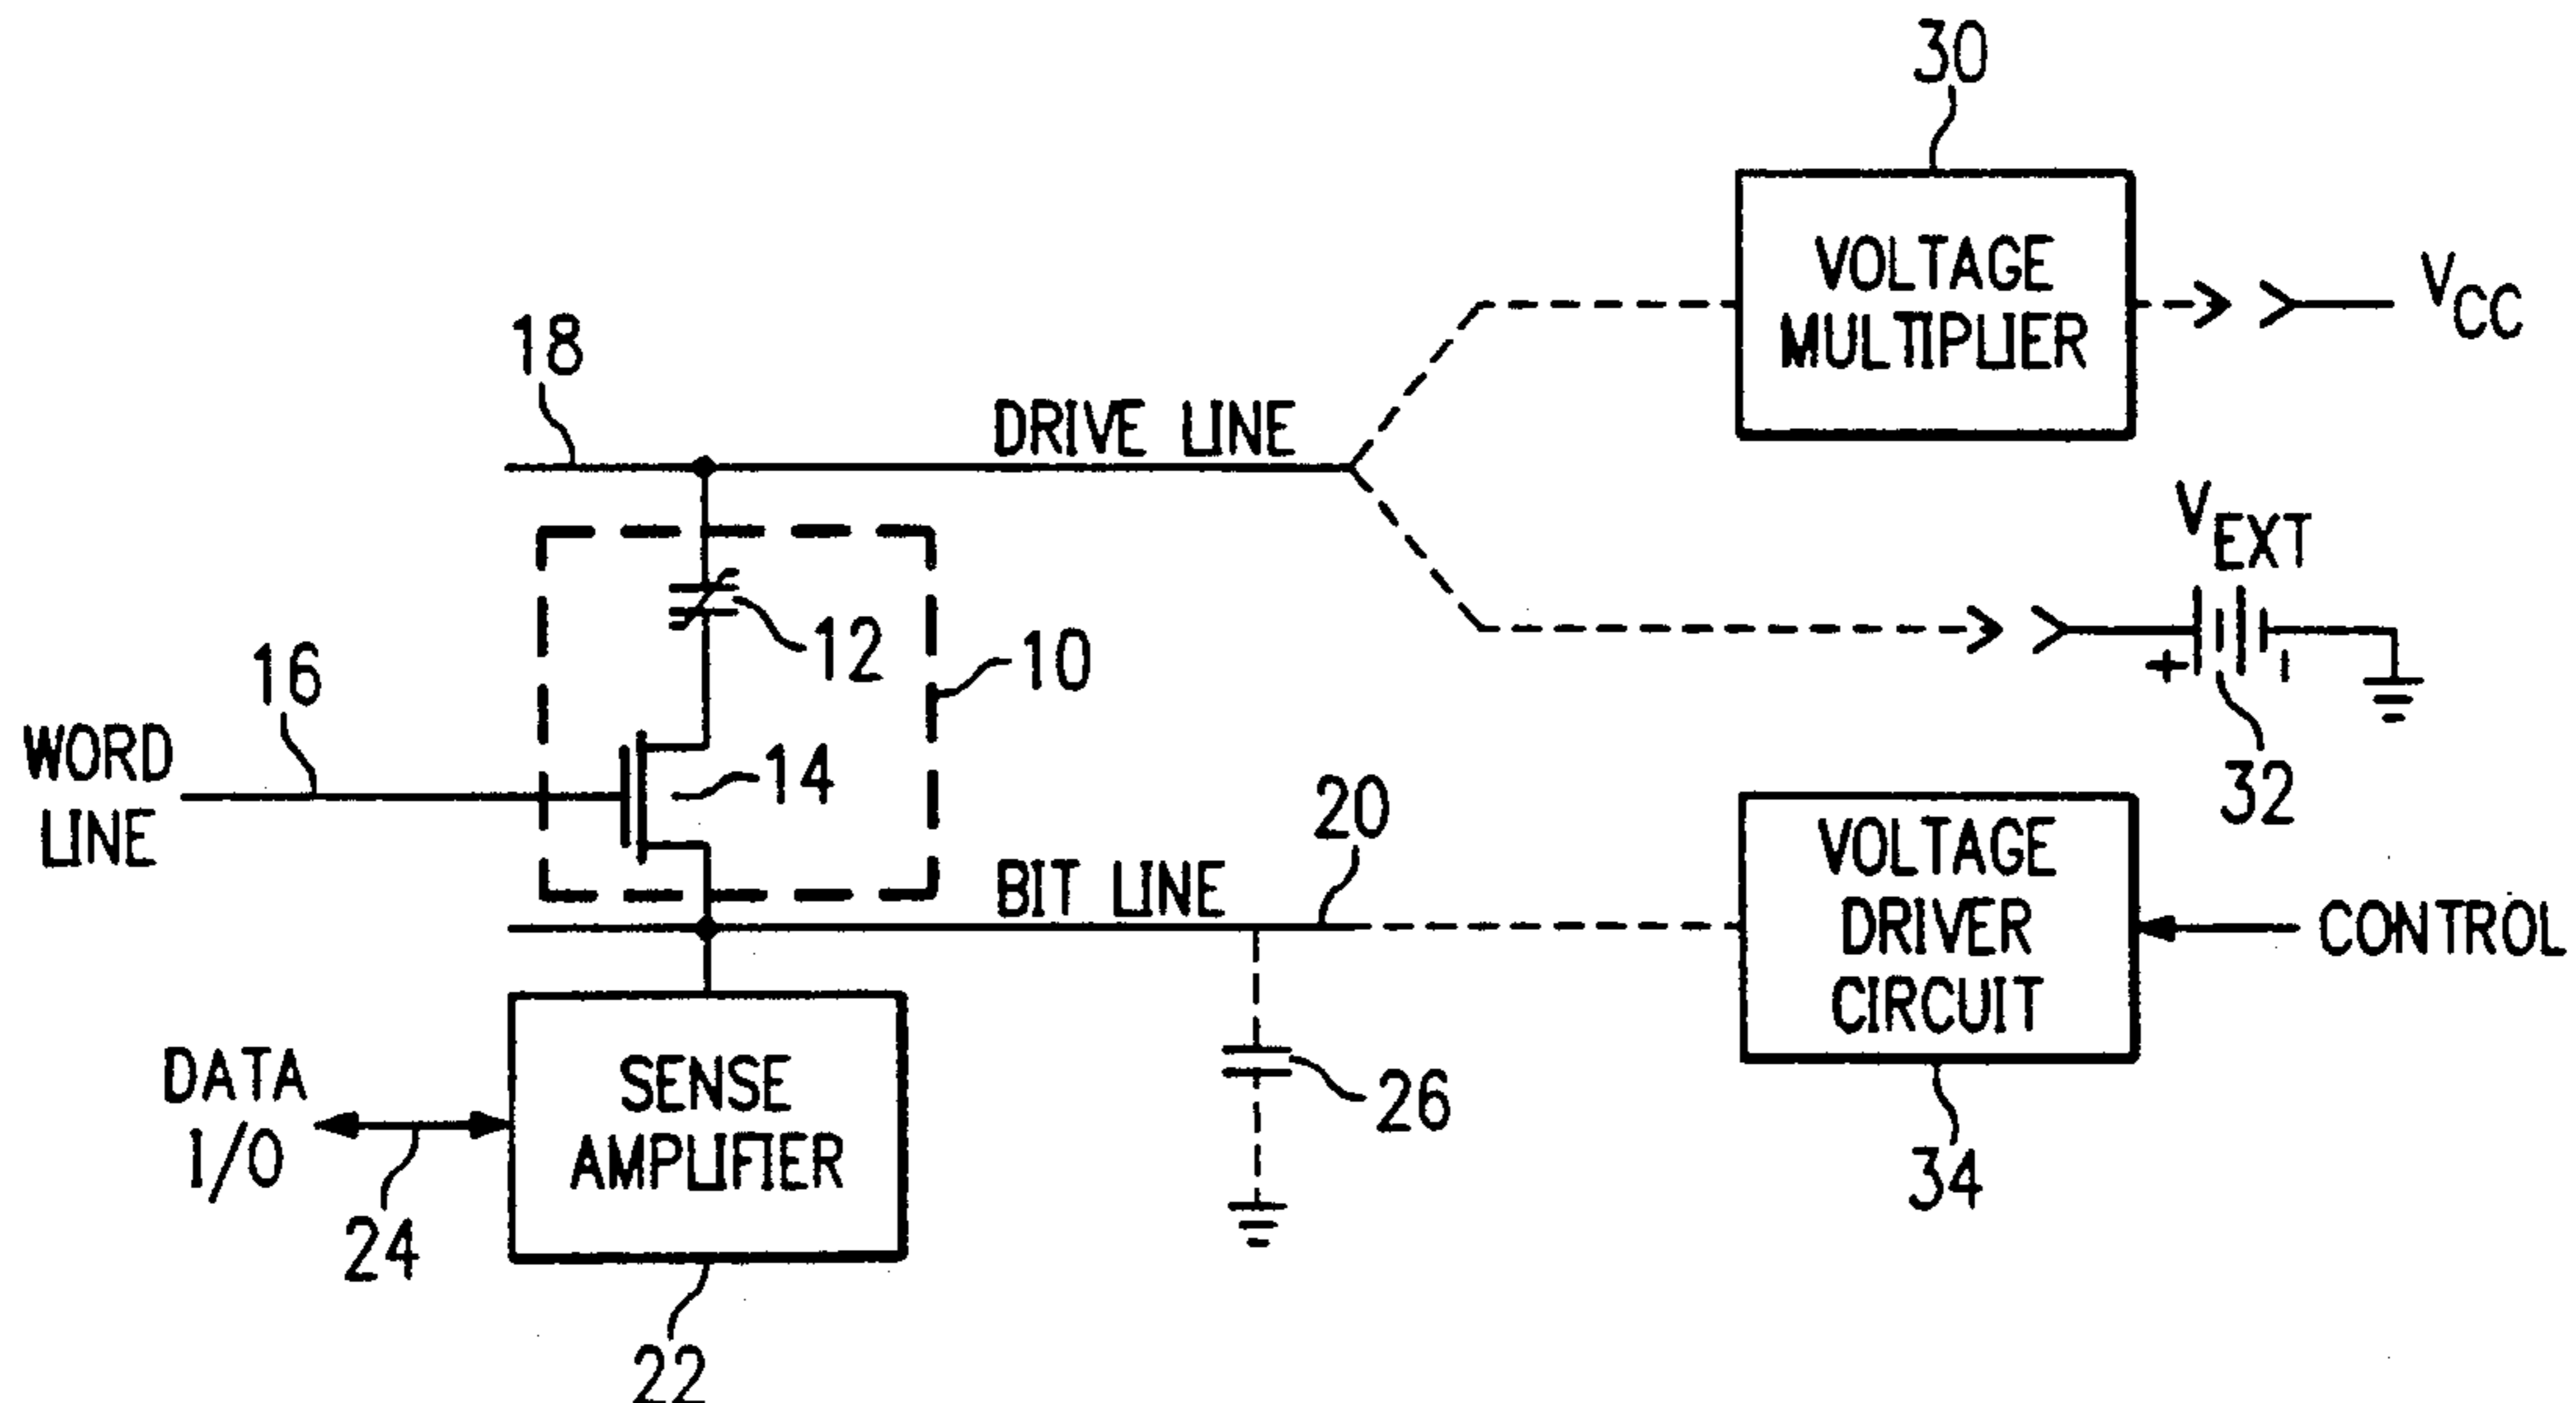 30
VOLTAGE
MULTIPLIER
VCC
18
DRIVE LINE
VEXT
+
-
32
12
10
16
WORD
LINE
14
20
BIT LINE
VOLTAGE
DRIVER
CIRCUIT
CONTROL
34
26
DATA
I/O
24
SENSE
AMPLIFIER
22